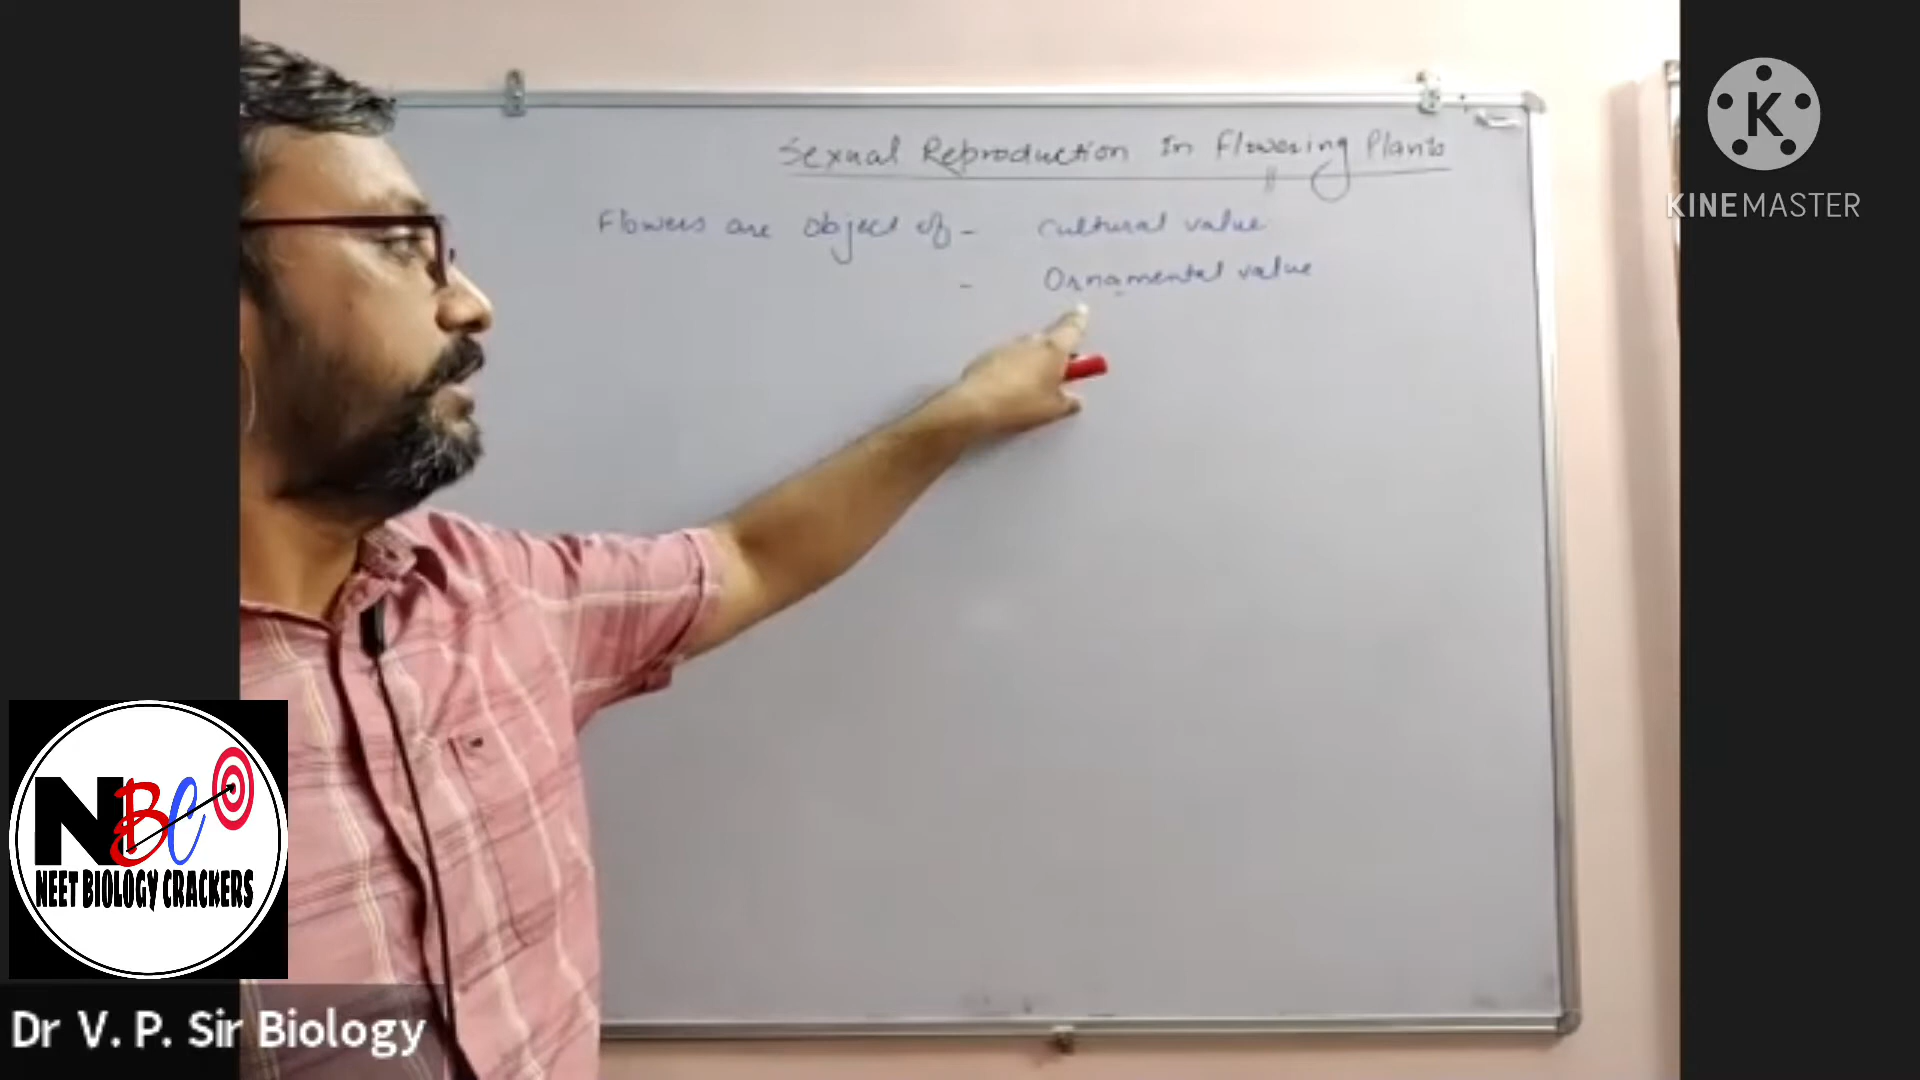 Sexual Reproduction In Flowering Plants
Flowers are object of - Cultural value
- Ornamental value
K
KINEMASTER
NBC
NEET BIOLOGY CRACKERS
Dr V. P. Sir Biology